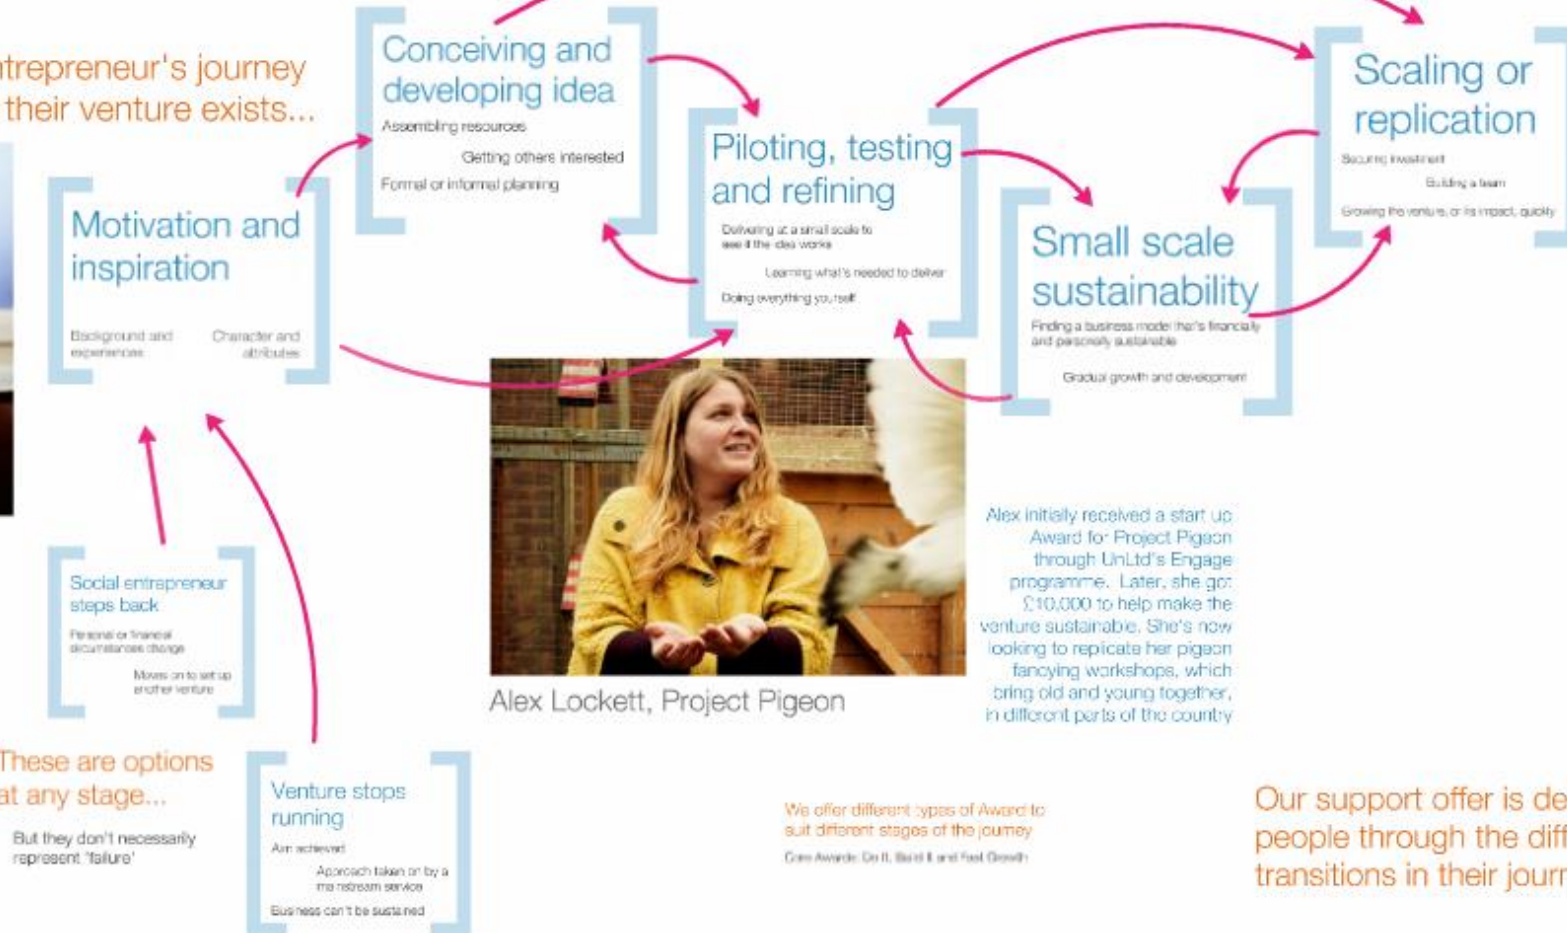 ntrepreneur's journey
their venture exists...
Conceiving and
developing idea
Assembling resources
Getting others interested
Formal or informal planning
Scaling or
replication
Securing investment
Building a team
Growing the venture, or its impact, quickly
Piloting, testing
and refining
Delivering at a small scale to
see if the idea works
Learning what's needed to deliver
Doing everything yourself
Motivation and
inspiration
Background and
experiences
Character and
attributes
Small scale
sustainability
Finding a business model that's financially
and personally sustainable
Gradual growth and development
Alex initially received a start up
Award for Project Pigeon
through UnLtd's Engage
programme. Later, she got
£10,000 to help make the
venture sustainable. She's now
looking to replicate her pigeon
fancying workshops, which
bring old and young together,
in different parts of the country
Alex Lockett, Project Pigeon
Social entrepreneur
steps back
Personal or financial
circumstances change
Moves on to set up
another venture
These are options
at any stage...
But they don't necessarily
represent 'failure'
Venture stops
running
Aim achieved
Approach taken on by a
mainstream service
Business can't be sustained
We offer different types of Award to
suit different stages of the journey
Core Awards: Do It, Build It and Fast Growth
Our support offer is de
people through the diff
transitions in their journ